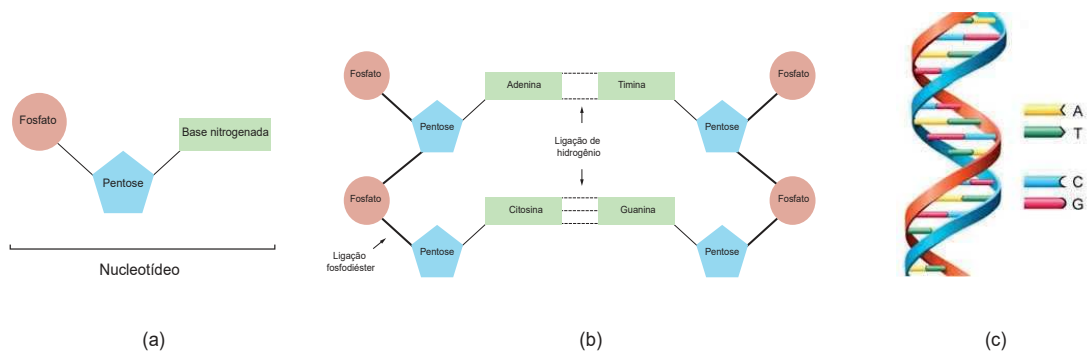 Fosfato
Base nitrogenada
Pentose
Nucleotídeo
(a)
Fosfato
Adenina
Timina
Fosfato
Pentose
Pentose
Ligação de
hidrogênio
Fosfato
Fosfato
Citosina
Guanina
Pentose
Pentose
Ligação
fosfodiéster
(b)
A
T
C
G
(c)